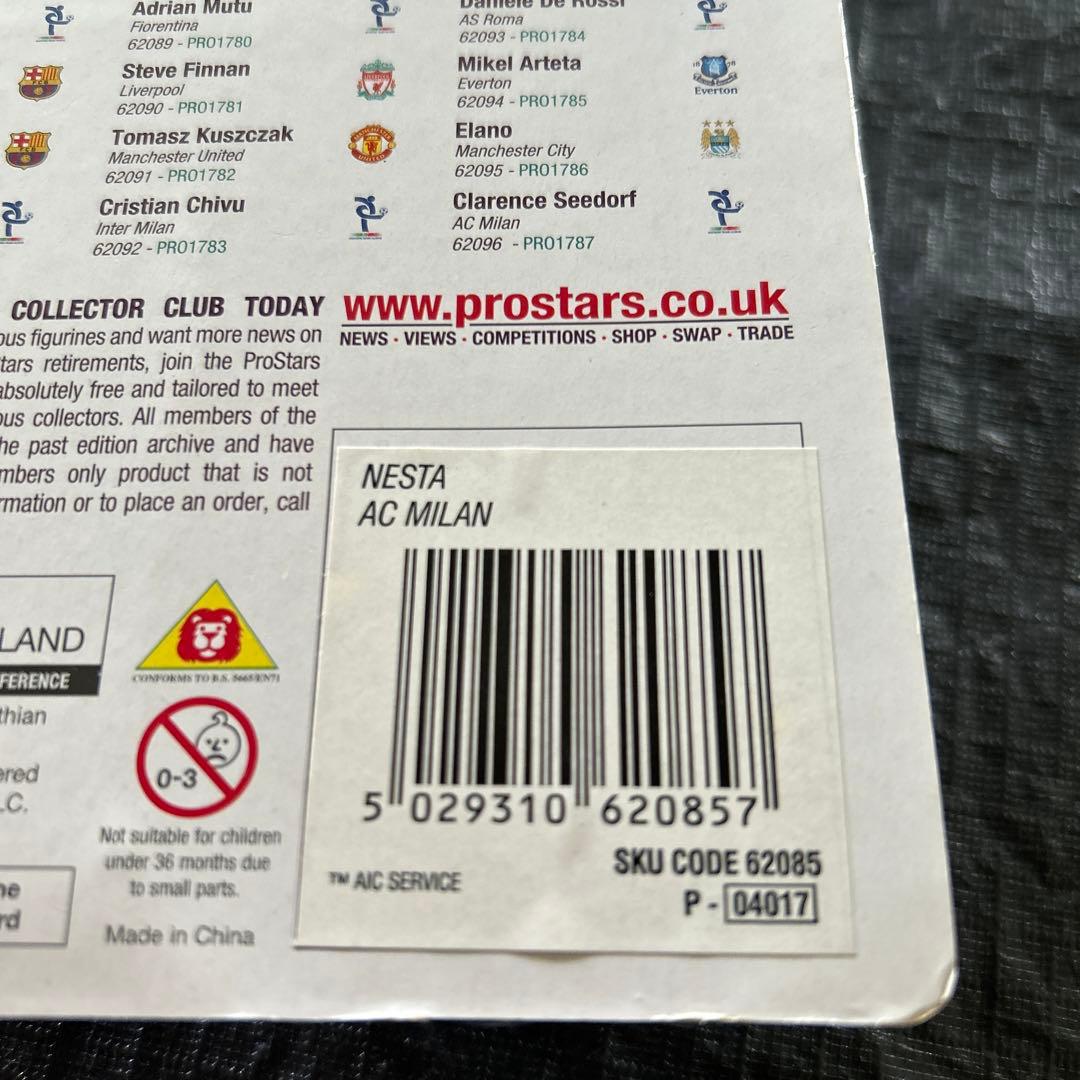 Adrian Mutu
Fiorentina
62089 - PRO1780
Steve Finnan
Liverpool
62090 - PRO1781
Tomasz Kuszczak
Manchester United
62091 - PRO1782
Cristian Chivu
Inter Milan
62092 - PRO1783
Daniele De Rossi
AS Roma
62093 - PRO1784
Mikel Arteta
Everton
62094 - PRO1785
Elano
Manchester City
62095 - PRO1786
Clarence Seedorf
AC Milan
62096 - PRO1787
Everton
COLLECTOR CLUB TODAY
ous figurines and want more news on
tars retirements, join the ProStars
absolutely free and tailored to meet
ous collectors. All members of the
he past edition archive and have
mbers only product that is not
rmation or to place an order, call
www.prostars.co.uk
NEWS · VIEWS · COMPETITIONS · SHOP · SWAP · TRADE
NESTA
AC MILAN
5 029310 620857
SKU CODE 62085
™ AIC SERVICE
P - 04017
LAND
FERENCE
thian
ered
LC.
ne
rd
CONFORMS TO B.S. 5665/EN71
0-3
Not suitable for children
under 36 months due
to small parts.
Made in China